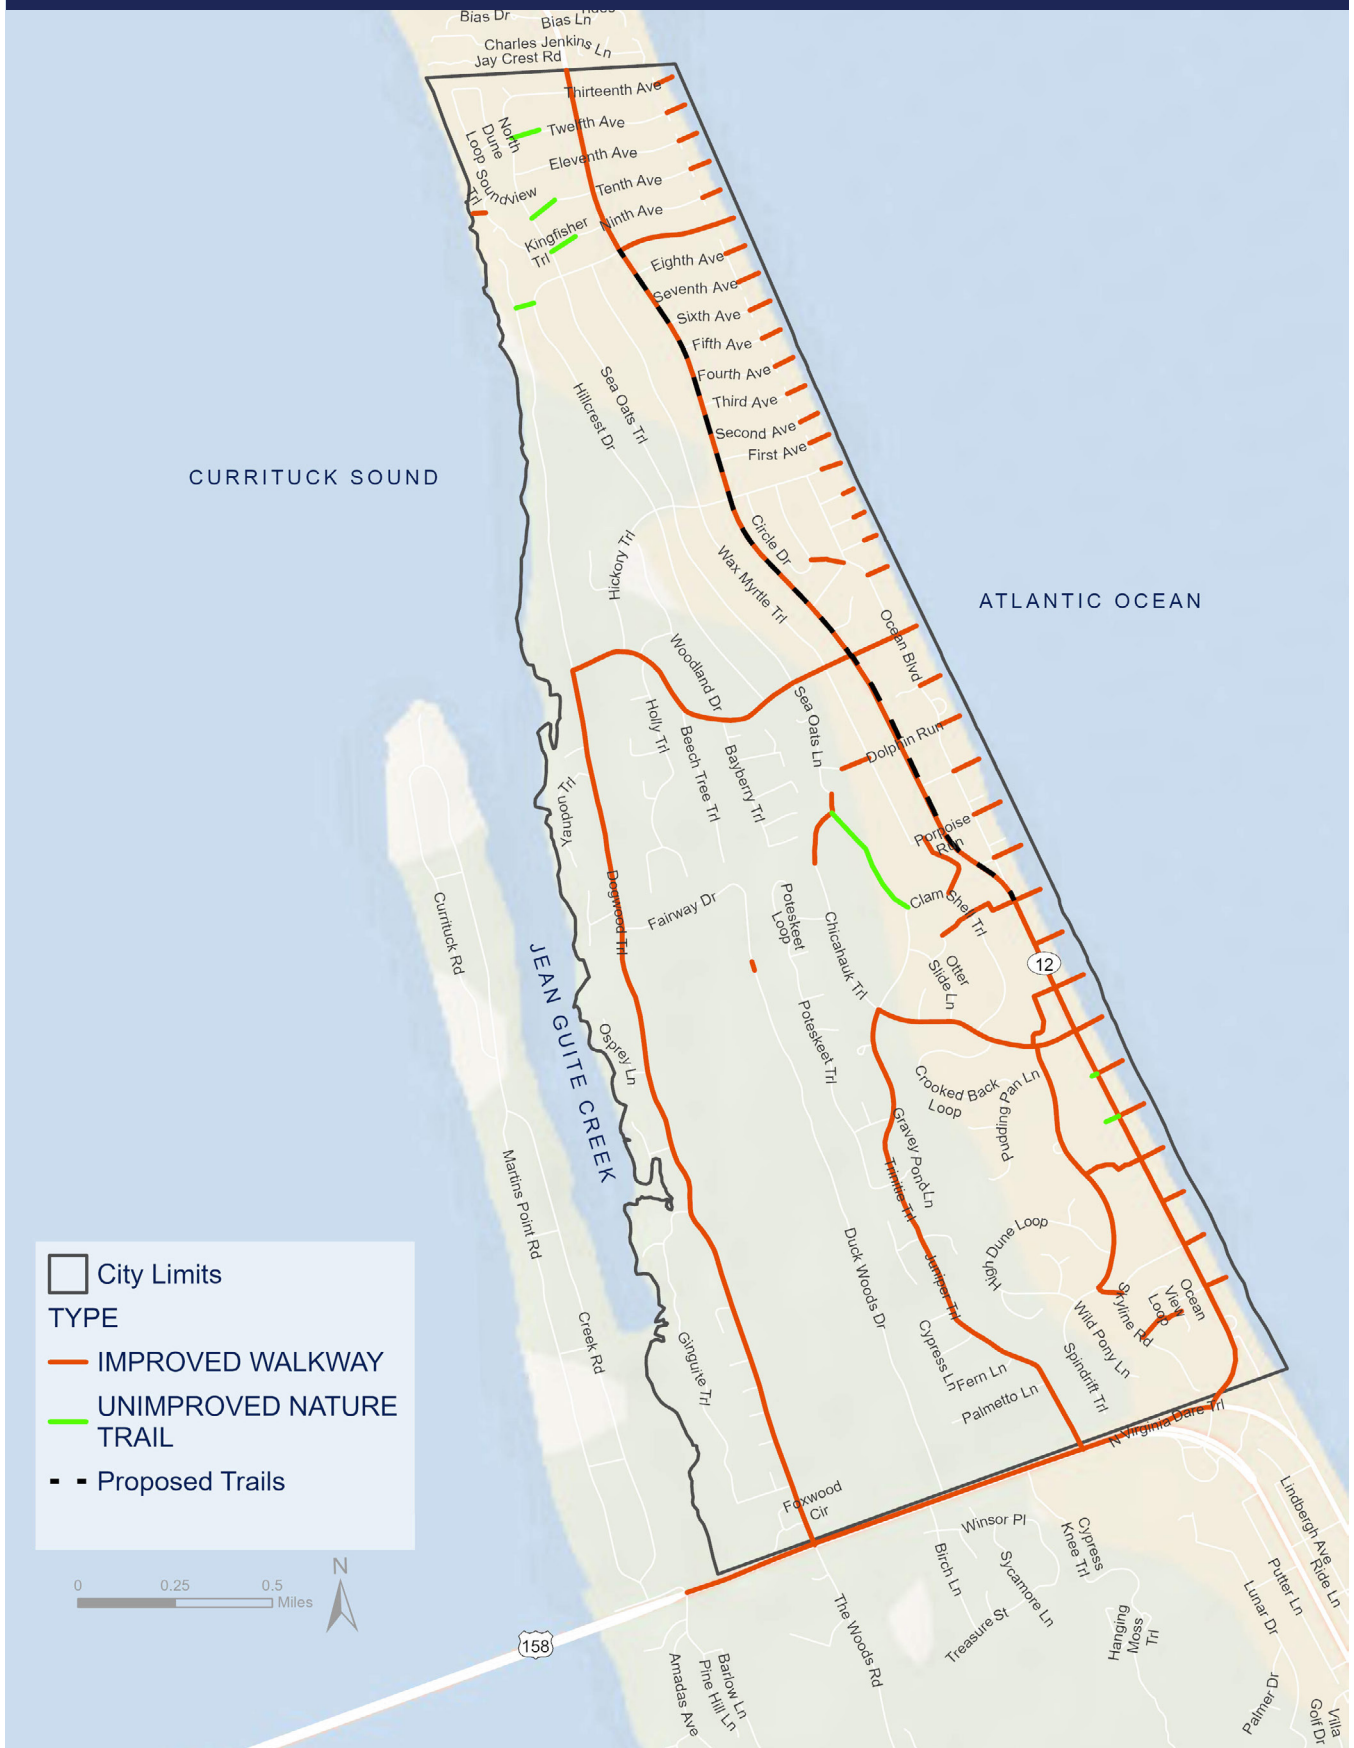 Bias Dr
Bias Ln
Charles Jenkins Ln
Jay Crest Rd
Thirteenth Ave
North
Dune
Loop
Twelfth Ave
Eleventh Ave
Soundview
Trl
Tenth Ave
Ninth Ave
Kingfisher
Trl
Eighth Ave
Seventh Ave
Sixth Ave
Fifth Ave
Fourth Ave
Third Ave
Second Ave
First Ave
Sea Oats Trl
Hillcrest Dr
CURRITUCK SOUND
Circle Dr
Hickory Trl
Wax Myrtle Trl
ATLANTIC OCEAN
Ocean Blvd
Woodland Dr
Sea Oats Ln
Holly Trl
Beech Tree Trl
Bayberry Trl
Dolphin Run
Yaupon Trl
Porpoise
Run
Dogwood Trl
Fairway Dr
Poteskeet
Loop
Clam Shell Trl
Currituck Rd
Chicahauk Trl
12
Otter
Slide Ln
JEAN GUITE CREEK
Poteskeet Trl
Osprey Ln
Crooked Back
Loop
Pudding Pan Ln
Gravey Pond Ln
Trinitie Trl
Martins Point Rd
High Dune Loop
Duck Woods Dr
Juniper Trl
Skyline Rd
Ocean
View
Loop
Wild Pony Ln
Creek Rd
Ginguite Trl
Cypress Ln
Spindrift Trl
Fern Ln
Palmetto Ln
N Virginia Dare Trl
Foxwood
Cir
City Limits
TYPE
IMPROVED WALKWAY
UNIMPROVED NATURE
TRAIL
Proposed Trails
N
0 0.25 0.5
Miles
158
Winsor Pl
Cypress
Knee Trl
Birch Ln
Sycamore Ln
Treasure St
Hanging
Moss
Trl
The Woods Rd
Lindbergh Ave
Ride Ln
Putter Ln
Lunar Dr
Palmer Dr
Villa
Golf Dr
Barlow Ln
Pine Hill Ln
Amadas Ave